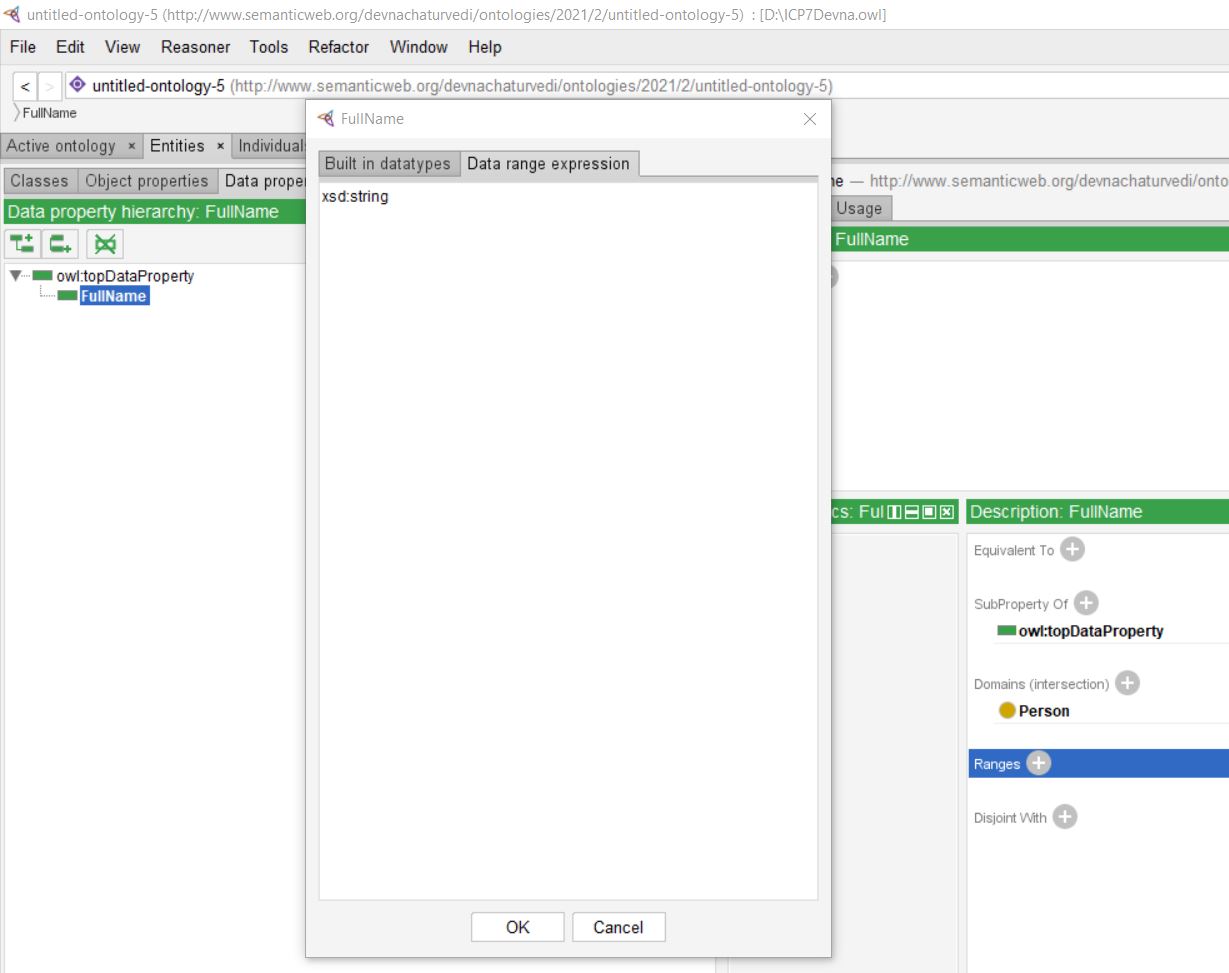 untitled-ontology-5 (http://www.semanticweb.org/devnachaturvedi/ontologies/2021/2/untitled-ontology-5) : [D:\ICP7Devna.owl]
File Edit View Reasoner Tools Refactor Window Help
< > untitled-ontology-5 (http://www.semanticweb.org/devnachaturvedi/ontologies/2021/2/untitled-ontology-5)
FullName
Active ontology × Entities × Individual
Classes Object properties Data prope
Data property hierarchy: FullName
owl:topDataProperty
FullName
FullName
Built in datatypes Data range expression
xsd:string
OK Cancel
ne — http://www.semanticweb.org/devnachaturvedi/onto
Usage
FullName
cs: Ful
Description: FullName
Equivalent To
SubProperty Of
owl:topDataProperty
Domains (intersection)
Person
Ranges
Disjoint With